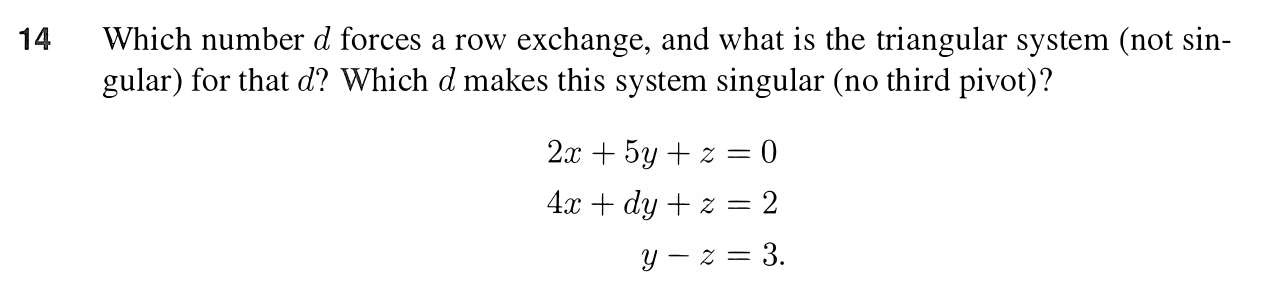 14 Which number d forces a row exchange, and what is the triangular system (not sin-
gular) for that d? Which d makes this system singular (no third pivot)?
2x + 5y + z = 0
4x + dy + z = 2
y − z = 3.